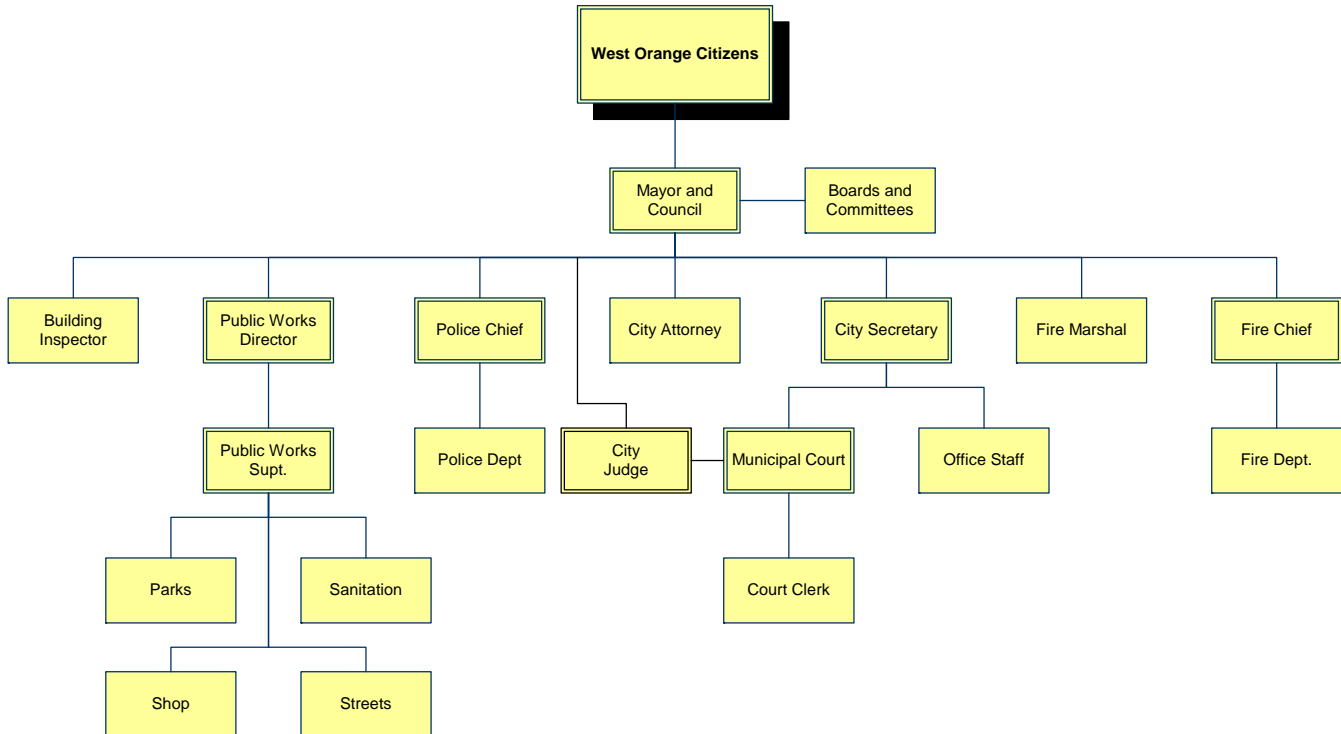 West Orange Citizens
Mayor and
Council
Boards and
Committees
Building
Inspector
Public Works
Director
Police Chief
City Attorney
City Secretary
Fire Marshal
Fire Chief
Public Works
Supt.
Police Dept
City
Judge
Municipal Court
Office Staff
Fire Dept.
Parks
Sanitation
Court Clerk
Shop
Streets